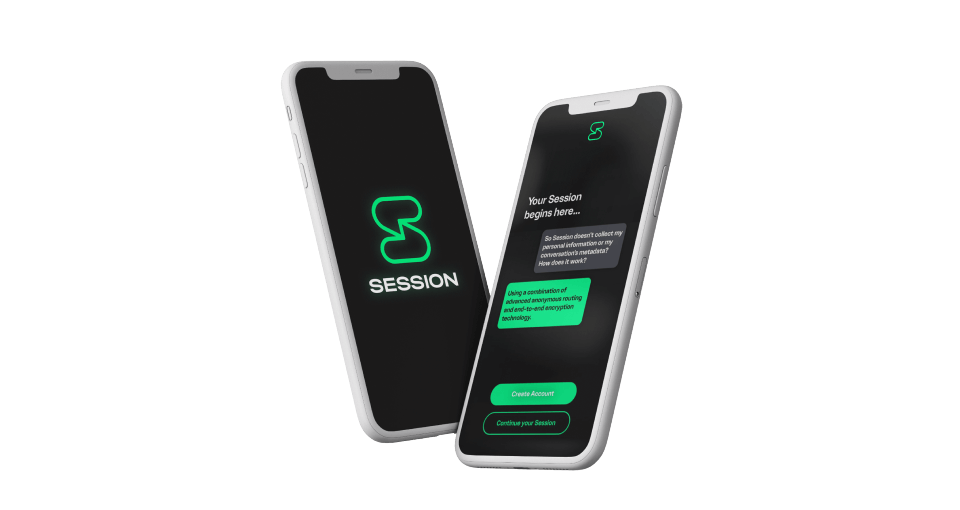 SESSION
Your Session
begins here...
So Session doesn't collect my
personal information or my
conversation's metadata?
How does it work?
Using a combination of
advanced anonymous routing
and end-to-end encryption
technology.
Create Account
Continue your Session